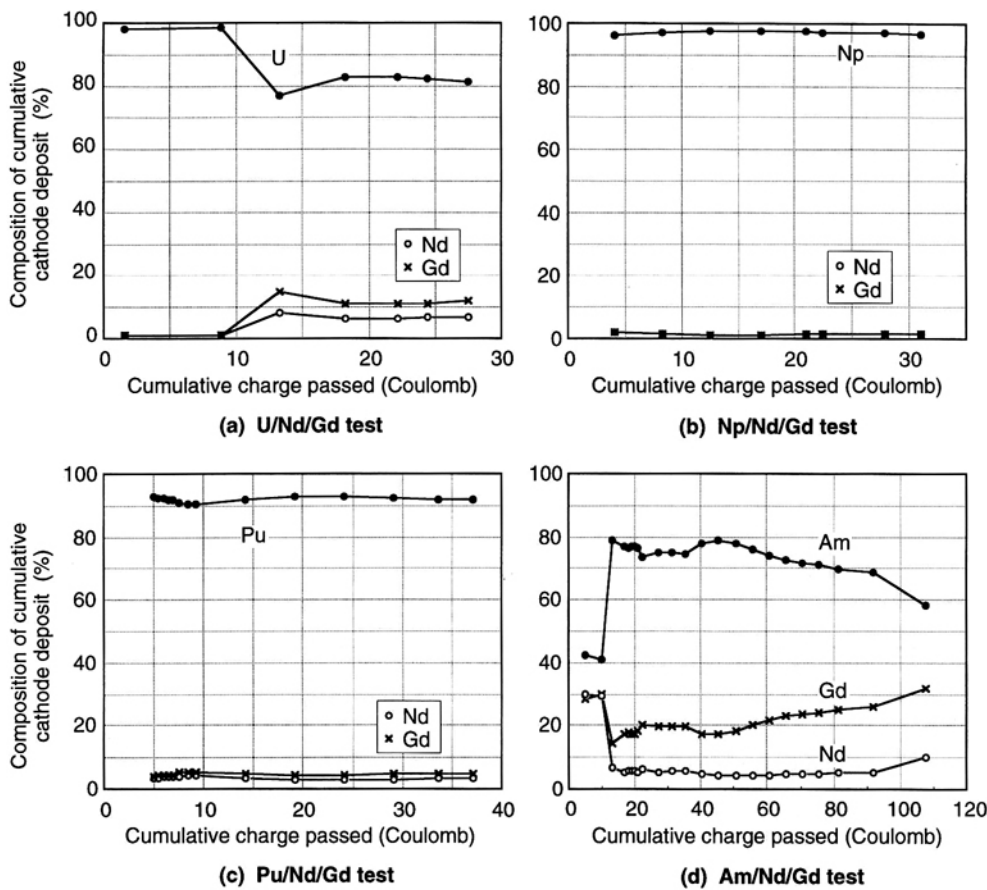 Composition of cumulative
cathode deposit (%)
100
80
60
40
20
0
U
Nd
Gd
0
10
20
30
Cumulative charge passed (Coulomb)
(a) U/Nd/Gd test
100
80
60
40
20
0
Np
Nd
Gd
0
10
20
30
Cumulative charge passed (Coulomb)
(b) Np/Nd/Gd test
Composition of cumulative
cathode deposit (%)
100
80
60
40
20
0
Pu
Nd
Gd
0
10
20
30
40
Cumulative charge passed (Coulomb)
(c) Pu/Nd/Gd test
100
80
60
40
20
0
Am
Gd
Nd
0
20
40
60
80
100
120
Cumulative charge passed (Coulomb)
(d) Am/Nd/Gd test